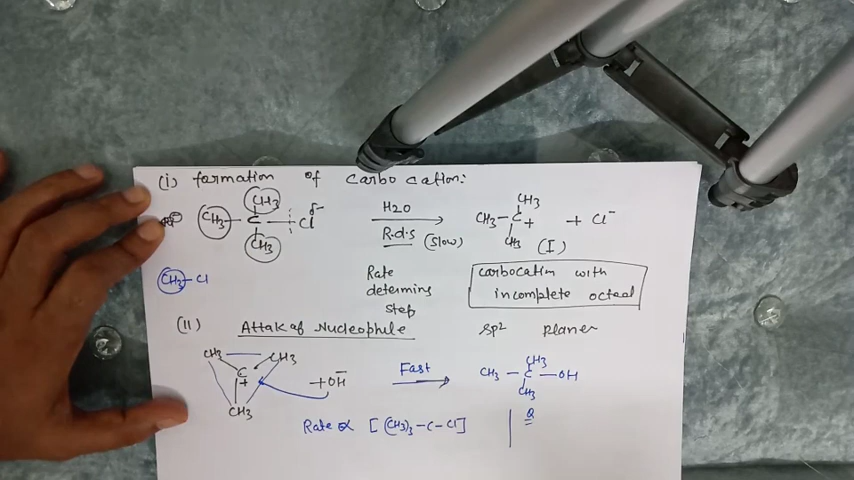 (i) formation of Carbo cation:
CH3
CH3 — C — Cl δ-
CH3
H2O
R.d.s (slow)
CH3
CH3 — C + + Cl-
CH3
(I)
CH3 — Cl
Rate determins step
carbocation with
incomplete octeal
(II) Attak of Nucleophile
sp2 planer
CH3 CH3
C +
CH3
+ OH-
Fast
CH3
CH3 — C — OH
CH3
Rate ∝ [(CH3)3 – C – Cl]